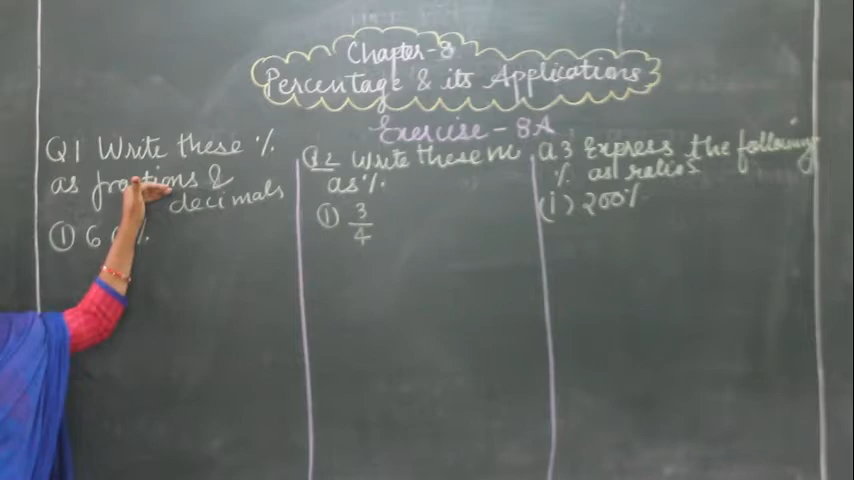 Chapter-8
Percentage & its Applications
Exercise - 8A
Q1 Write these %
as fractions &
decimals
① 60%
Q2 Write these
as %.
① 3/4
Q3 Express the following
% as ratios
(i) 200%